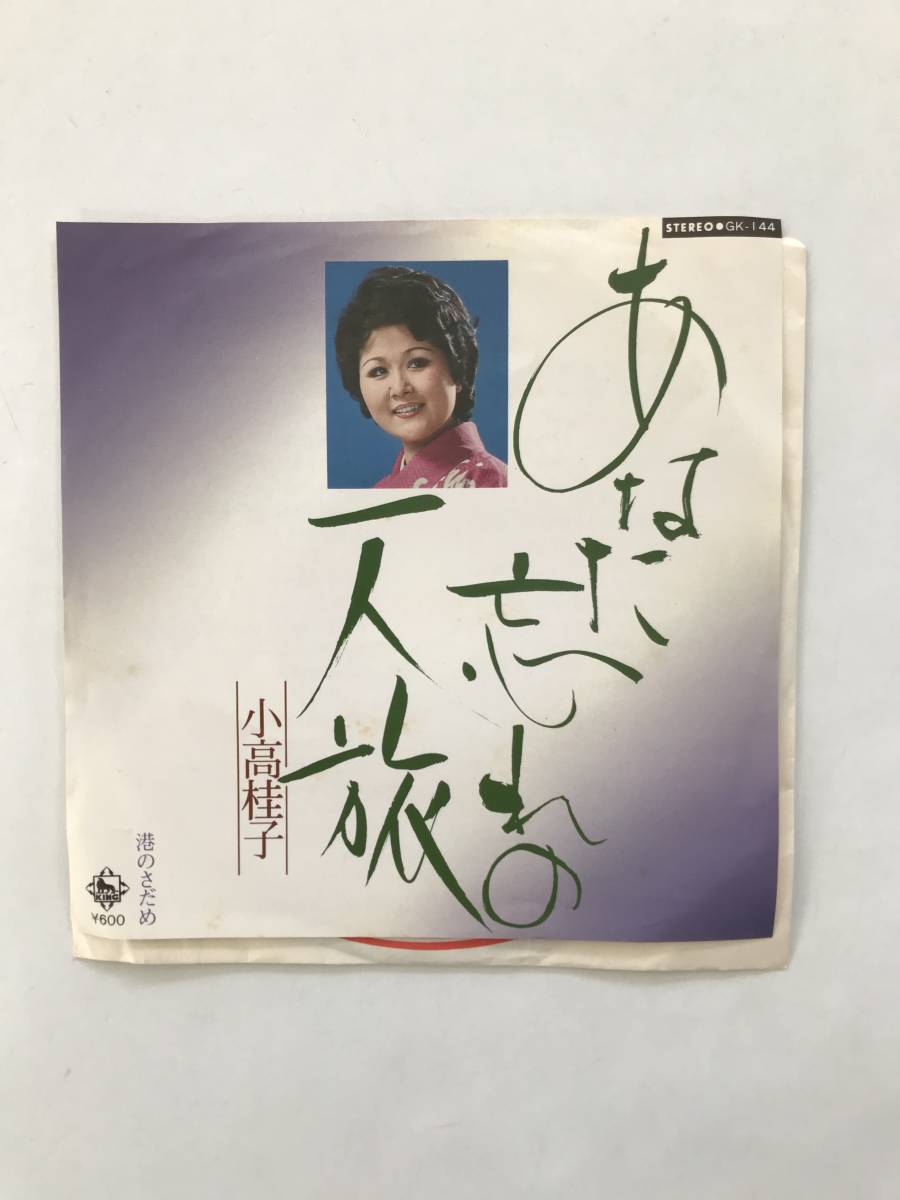 STEREO●GK-144
あなた
忘れの
一人旅
小高桂子
港のさだめ
KING
¥600